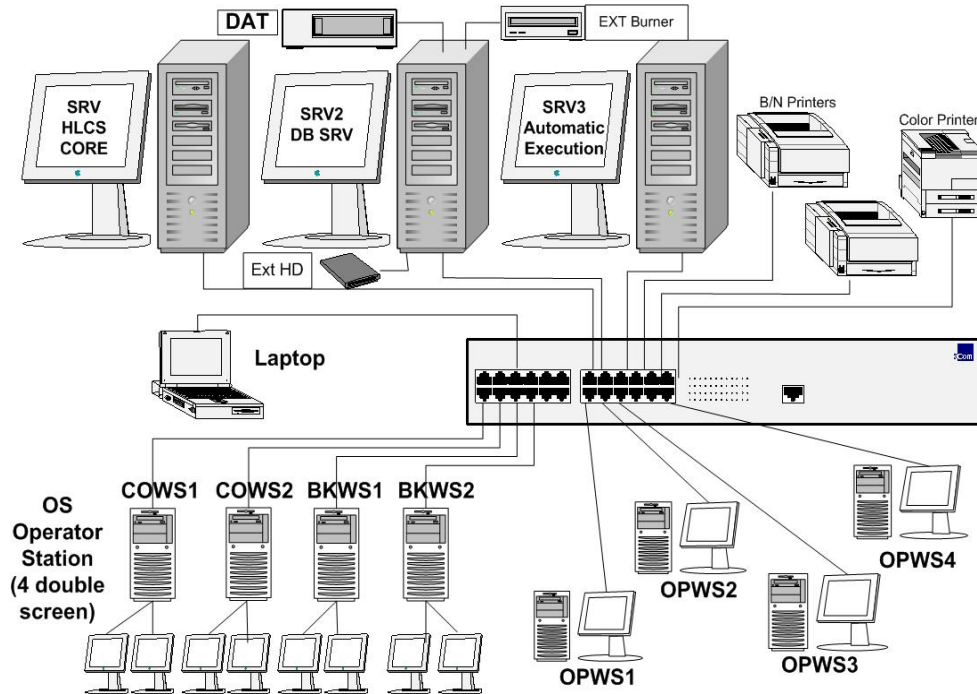 DAT
EXT Burner
SRV
HLCS
CORE
SRV2
DB SRV
SRV3
Automatic
Execution
B/N Printers
Color Printer
Ext HD
Laptop
Com
COWS1
COWS2
BKWS1
BKWS2
OS
Operator
Station
(4 double
screen)
OPWS1
OPWS2
OPWS3
OPWS4